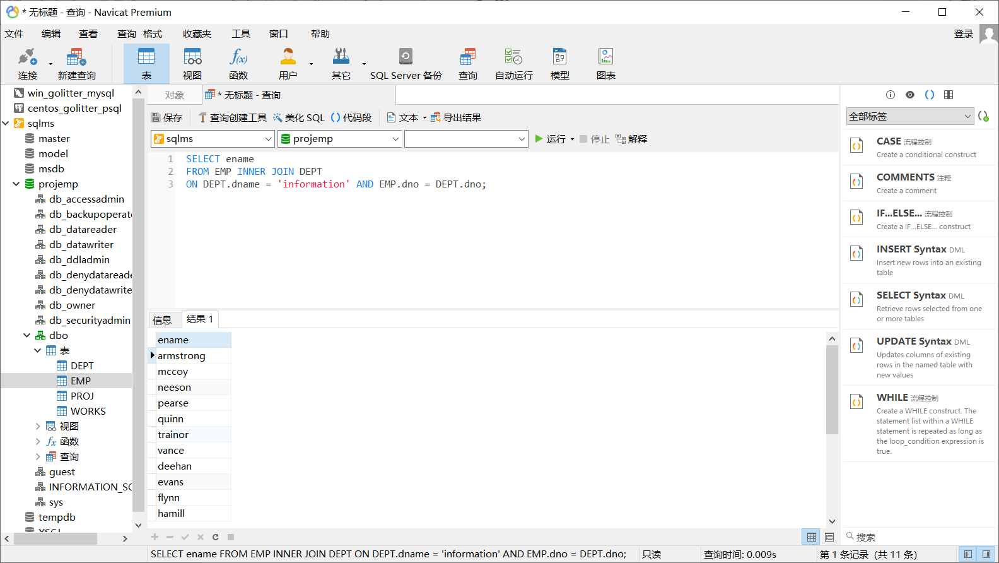 * 无标题 - 查询 - Navicat Premium
文件 编辑 查看 查询 格式 收藏夹 工具 窗口 帮助 登录
连接 新建查询 表 视图 函数 用户 其它 SQL Server 备份 查询 自动运行 模型 图表
win_golitter_mysql
centos_golitter_psql
sqlms
master
model
msdb
projemp
db_accessadmin
db_backupoperat
db_datareader
db_datawriter
db_ddladmin
db_denydatareade
db_denydatawrite
db_owner
db_securityadmin
dbo
表
DEPT
EMP
PROJ
WORKS
视图
函数
查询
guest
INFORMATION_SC
sys
tempdb
对象 * 无标题 - 查询
保存 查询创建工具 美化 SQL 代码段 文本 导出结果
sqlms projemp 运行 停止 解释
1 SELECT ename
2 FROM EMP INNER JOIN DEPT
3 ON DEPT.dname = 'information' AND EMP.dno = DEPT.dno;
信息 结果 1
ename
armstrong
mccoy
neeson
pearse
quinn
trainor
vance
deehan
evans
flynn
hamill
全部标签
CASE 流程控制
Create a conditional construct
COMMENTS 注释
Create a comment
IF...ELSE... 流程控制
Create a IF...ELSE... construct
INSERT Syntax DML
Insert new rows into an existing
table
SELECT Syntax DML
Retrieve rows selected from one
or more tables
UPDATE Syntax DML
Updates columns of existing
rows in the named table with
new values
WHILE 流程控制
Create a WHILE construct. The
statement list within a WHILE
statement is repeated as long as
the loop_condition expression is
true.
搜索
SELECT ename FROM EMP INNER JOIN DEPT ON DEPT.dname = 'information' AND EMP.dno = DEPT.dno; 只读 查询时间: 0.009s 第 1 条记录 (共 11 条)